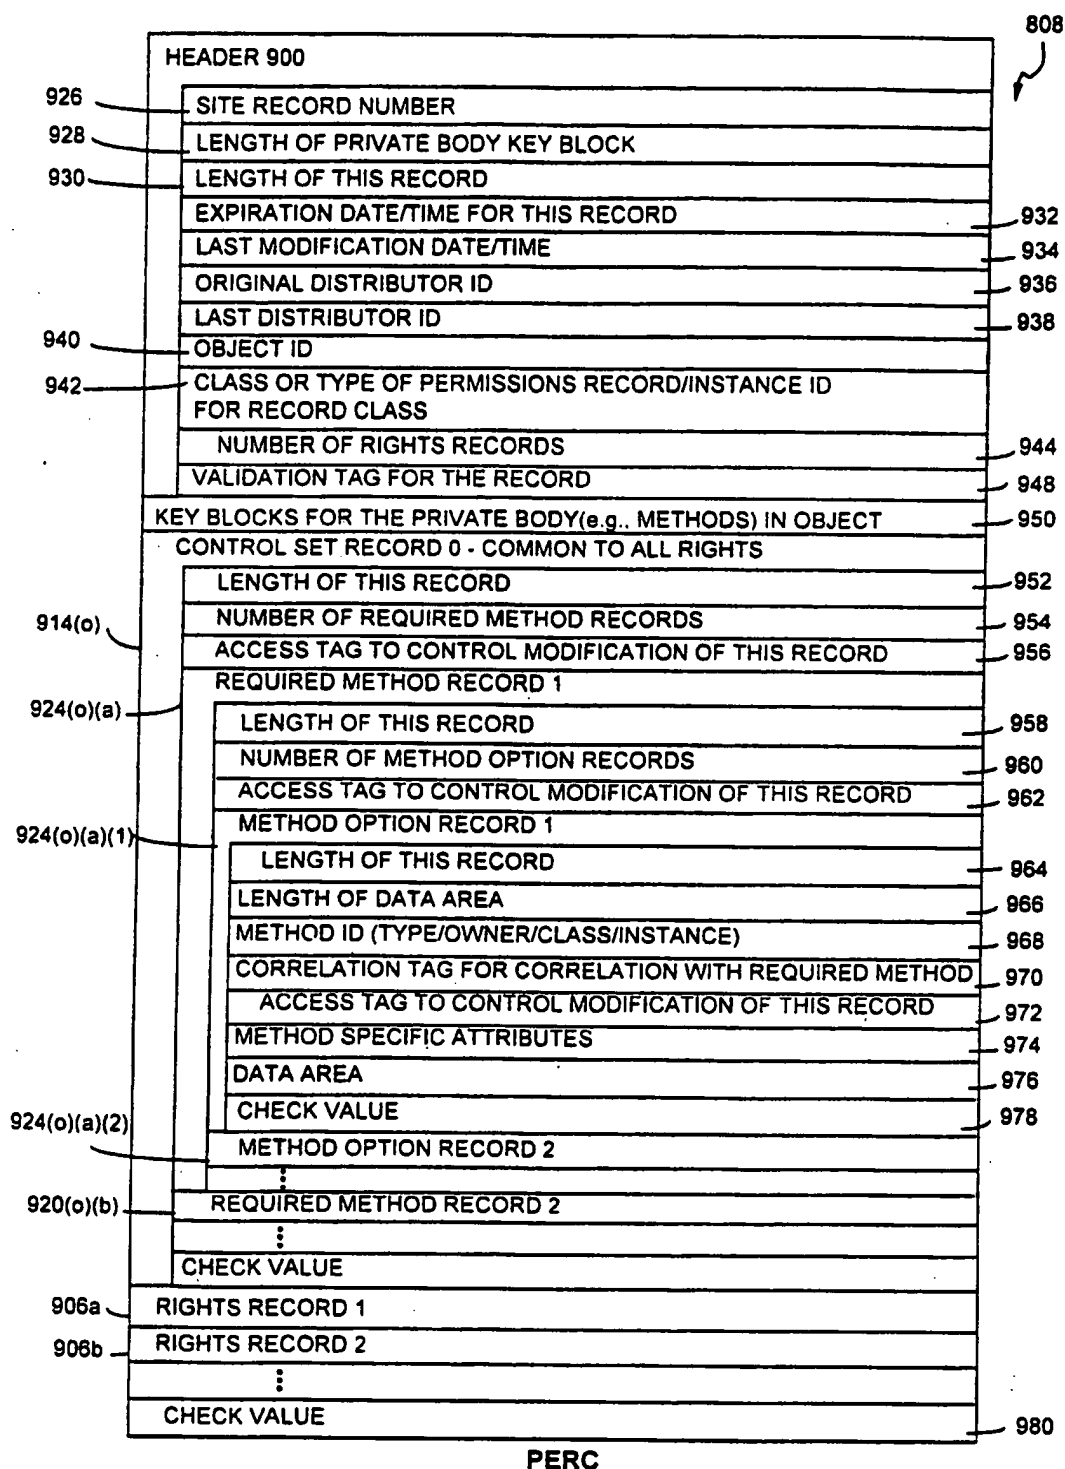 808
HEADER 900
926 SITE RECORD NUMBER
928 LENGTH OF PRIVATE BODY KEY BLOCK
930 LENGTH OF THIS RECORD
EXPIRATION DATE/TIME FOR THIS RECORD 932
LAST MODIFICATION DATE/TIME 934
ORIGINAL DISTRIBUTOR ID 936
LAST DISTRIBUTOR ID 938
940 OBJECT ID
942 CLASS OR TYPE OF PERMISSIONS RECORD/INSTANCE ID
FOR RECORD CLASS
NUMBER OF RIGHTS RECORDS 944
VALIDATION TAG FOR THE RECORD 948
KEY BLOCKS FOR THE PRIVATE BODY(e.g., METHODS) IN OBJECT 950
CONTROL SET RECORD 0 - COMMON TO ALL RIGHTS
LENGTH OF THIS RECORD 952
914(o) NUMBER OF REQUIRED METHOD RECORDS 954
ACCESS TAG TO CONTROL MODIFICATION OF THIS RECORD 956
REQUIRED METHOD RECORD 1
924(o)(a) LENGTH OF THIS RECORD 958
NUMBER OF METHOD OPTION RECORDS 960
ACCESS TAG TO CONTROL MODIFICATION OF THIS RECORD 962
924(o)(a)(1) METHOD OPTION RECORD 1
LENGTH OF THIS RECORD 964
LENGTH OF DATA AREA 966
METHOD ID (TYPE/OWNER/CLASS/INSTANCE) 968
CORRELATION TAG FOR CORRELATION WITH REQUIRED METHOD 970
ACCESS TAG TO CONTROL MODIFICATION OF THIS RECORD 972
METHOD SPECIFIC ATTRIBUTES 974
DATA AREA 976
CHECK VALUE 978
924(o)(a)(2) METHOD OPTION RECORD 2
920(o)(b) REQUIRED METHOD RECORD 2
CHECK VALUE
906a RIGHTS RECORD 1
906b RIGHTS RECORD 2
CHECK VALUE 980
PERC